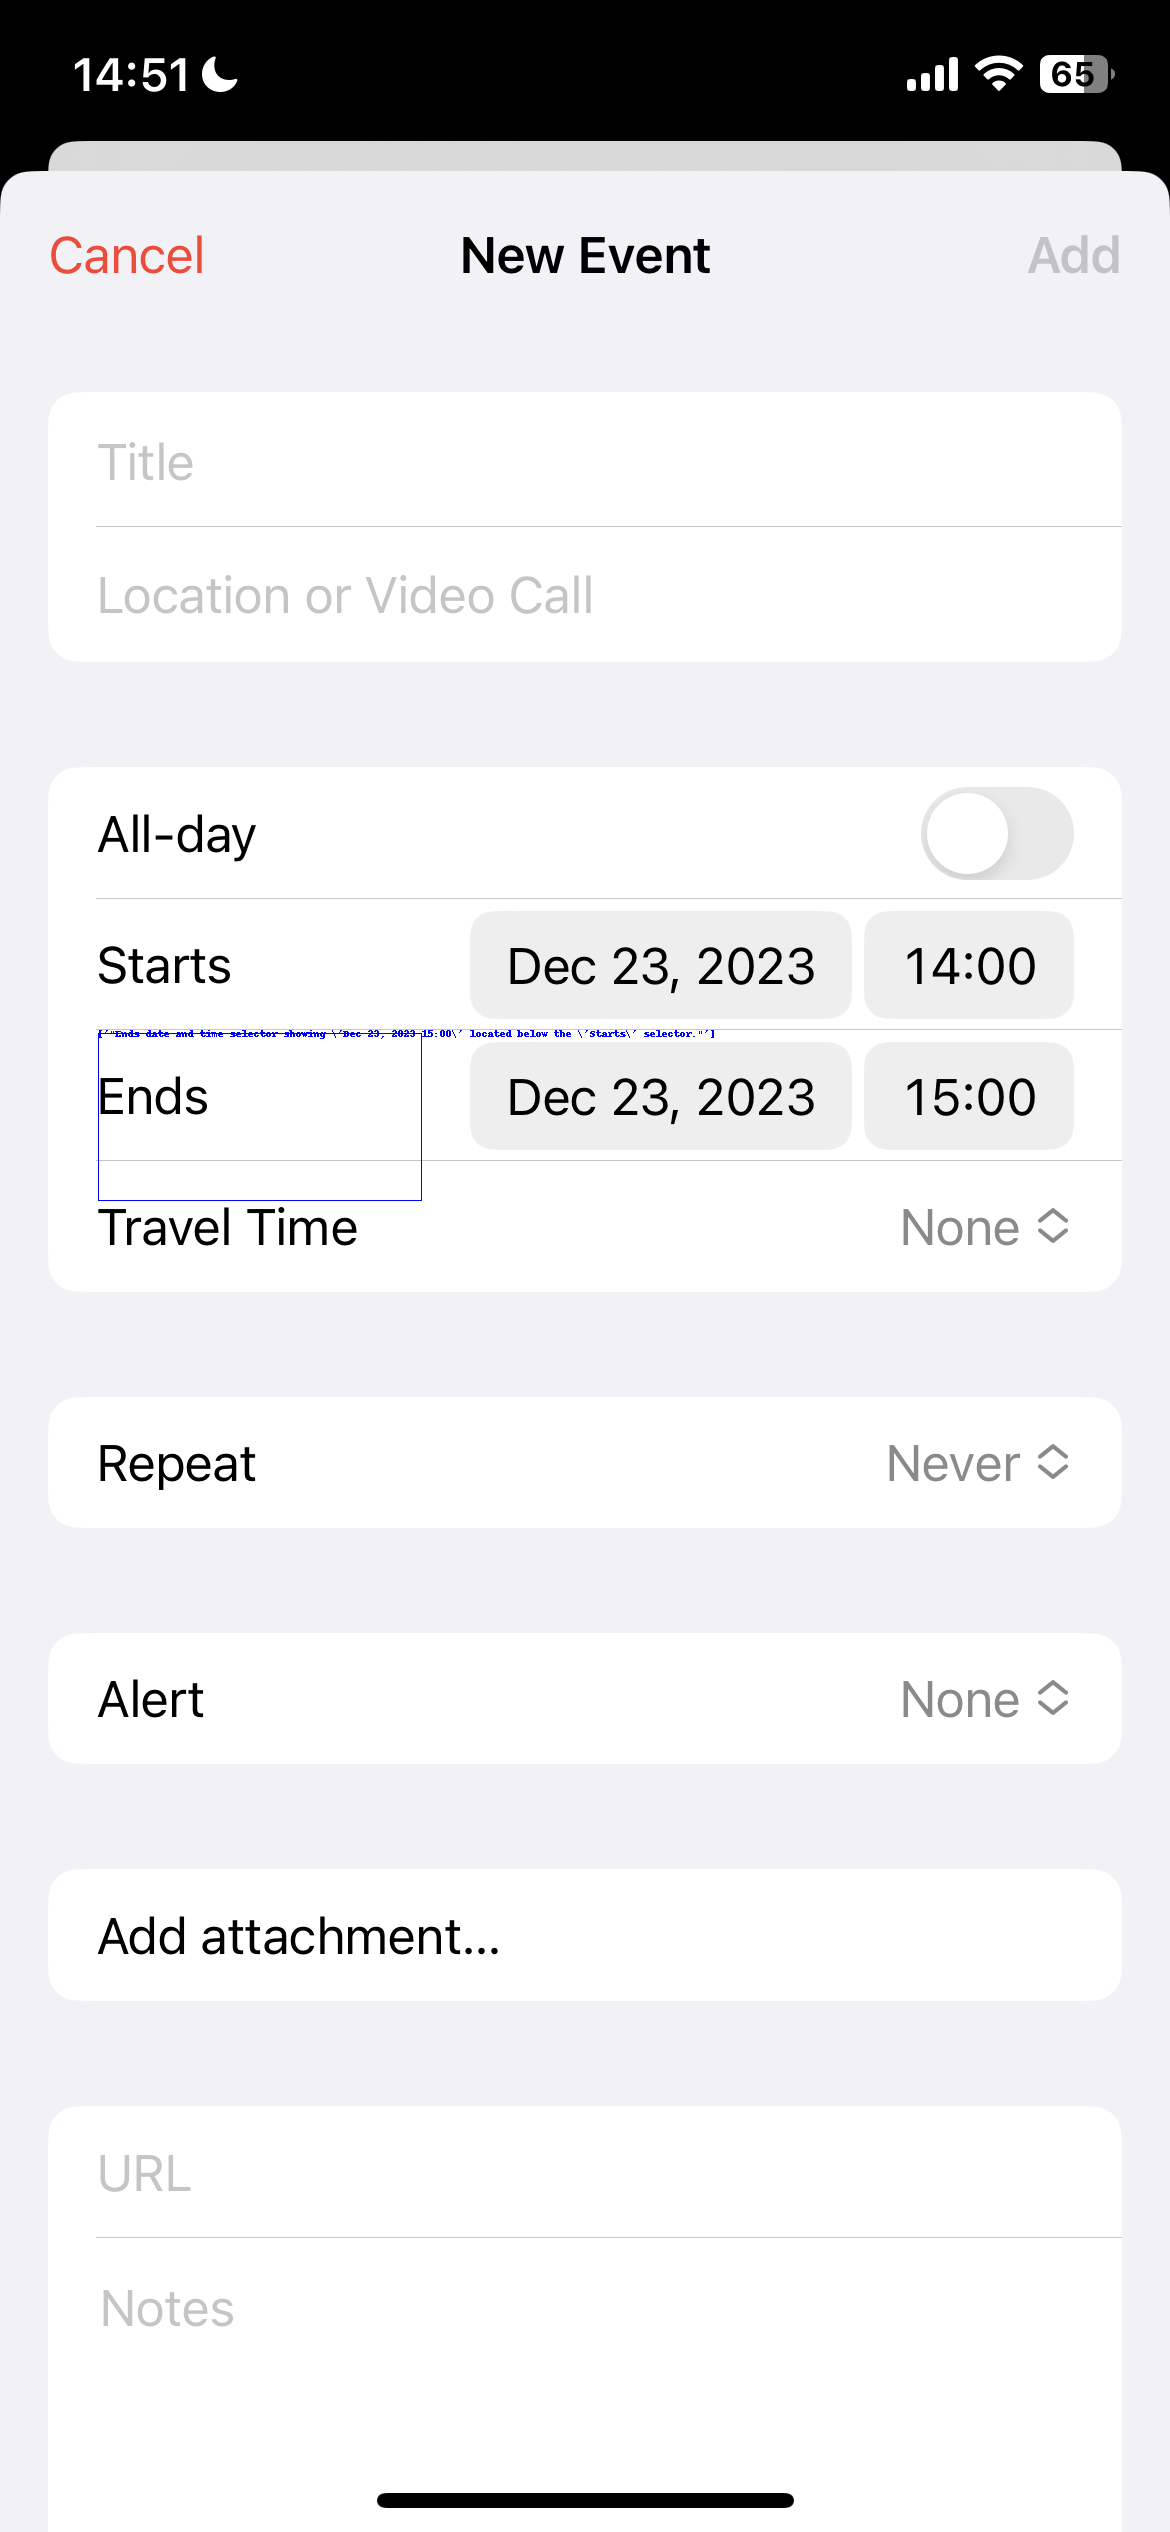 14:51
65
Cancel New Event Add
Title
Location or Video Call
All-day
Starts Dec 23, 2023 14:00
['"Ends date and time selector showing \'Dec 23, 2023 15:00\' located below the \'Starts\' selector."']
Ends Dec 23, 2023 15:00
Travel Time None
Repeat Never
Alert None
Add attachment...
URL
Notes